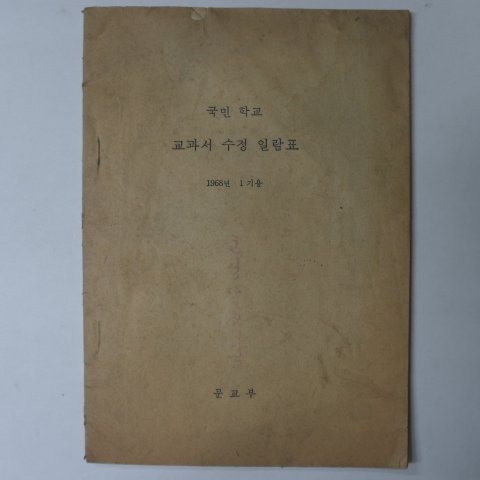 국민 학교
교과서 수정 일람표
1968년 1 기용
문교부